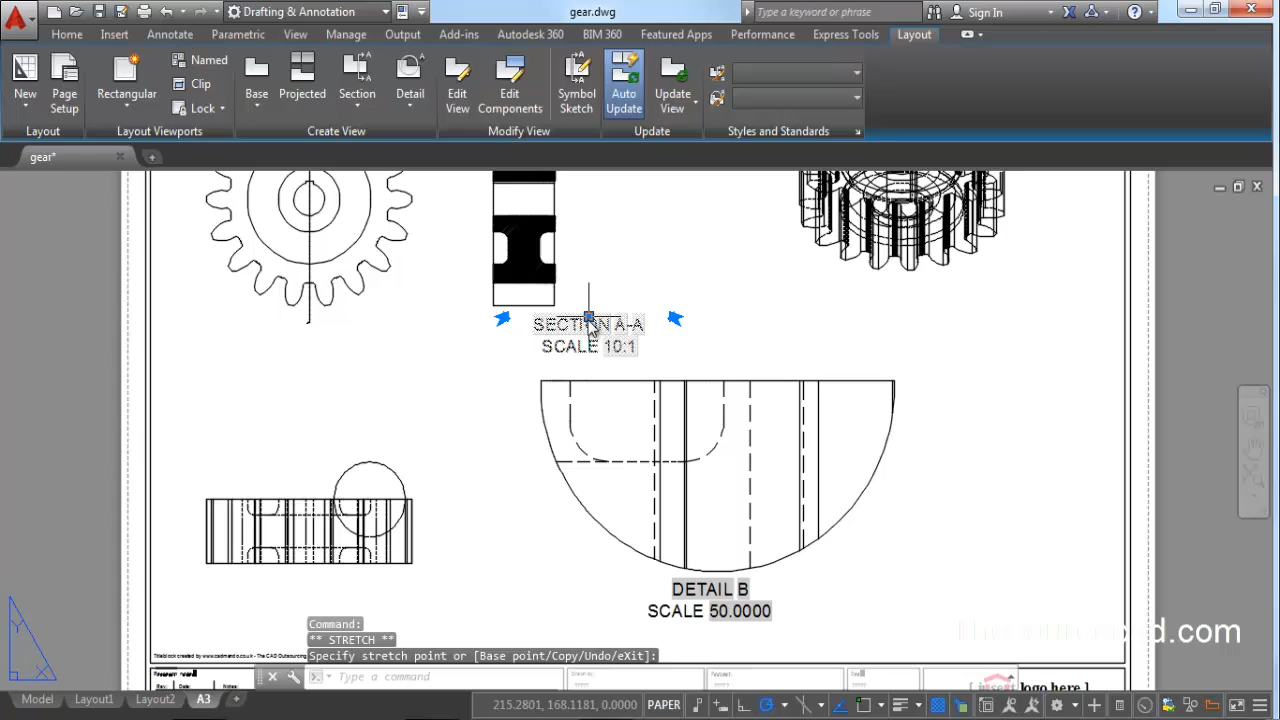 Drafting & Annotation
gear.dwg
Type a keyword or phrase
Sign In
Home Insert Annotate Parametric View Manage Output Add-ins Autodesk 360 BIM 360 Featured Apps Performance Express Tools Layout
New
Page Setup
Rectangular
Named
Clip
Lock
Base
Projected
Section
Detail
Edit View
Edit Components
Symbol Sketch
Auto Update
Update View
Layout
Layout Viewports
Create View
Modify View
Update
Styles and Standards
gear*
SECTION A-A
SCALE 10:1
DETAIL B
SCALE 50.0000
Command:
** STRETCH **
Specify stretch point or [Base point/Copy/Undo/eXit]:
Type a command
logo here ]
Model Layout1 Layout2 A3
215.2801, 168.1181, 0.0000 PAPER
Y
X